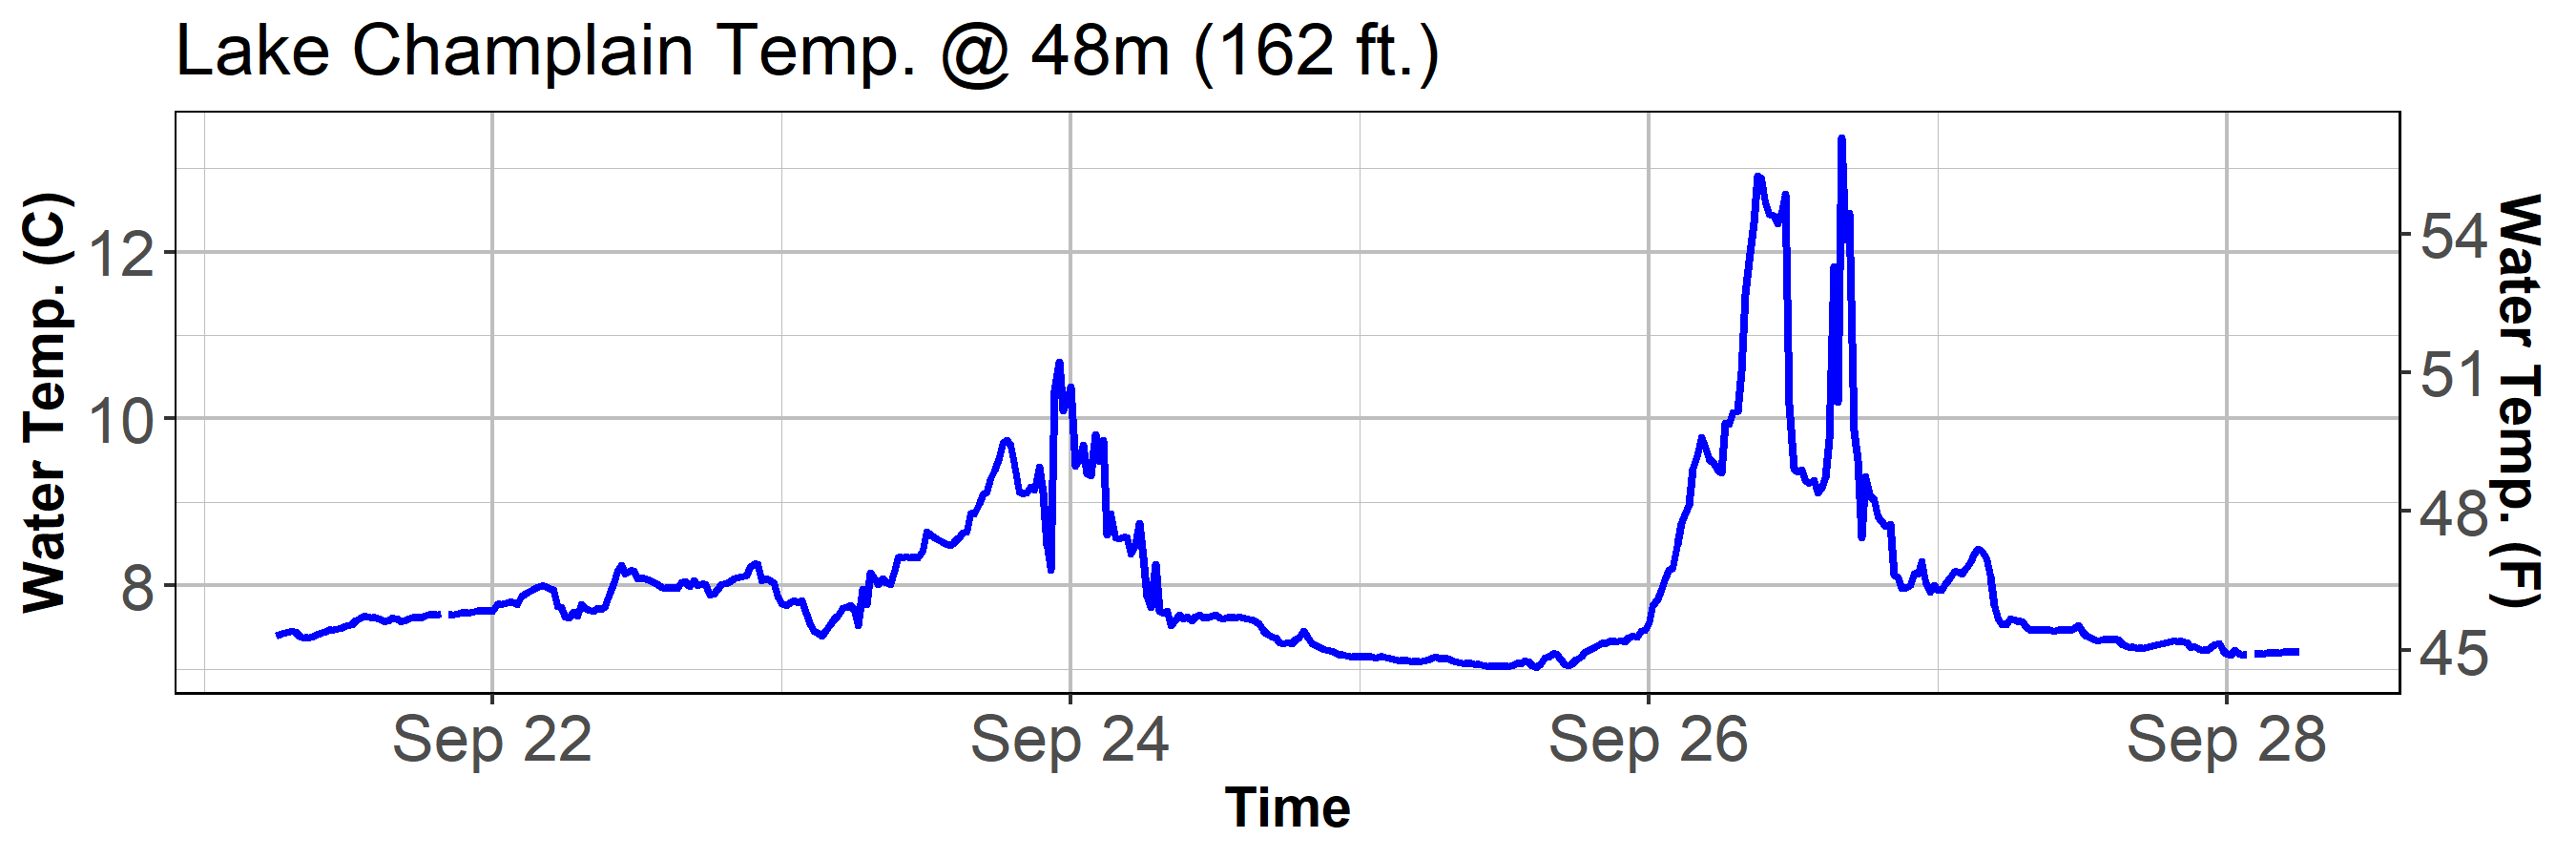 Lake Champlain Temp. @ 48m (162 ft.)
Water Temp. (C)
12
10
8
54
51
48
45
Water Temp. (F)
Sep 22
Sep 24
Sep 26
Sep 28
Time